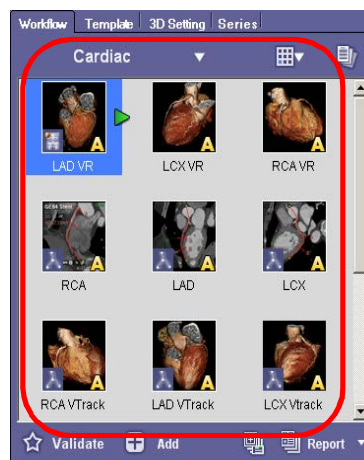 Workflow Template 3D Setting Series
Cardiac
A A A
LAD VR LCX VR RCA VR
A A A
RCA LAD LCX
A A A
RCA VTrack LAD VTrack LCX Vtrack
Validate Add Report